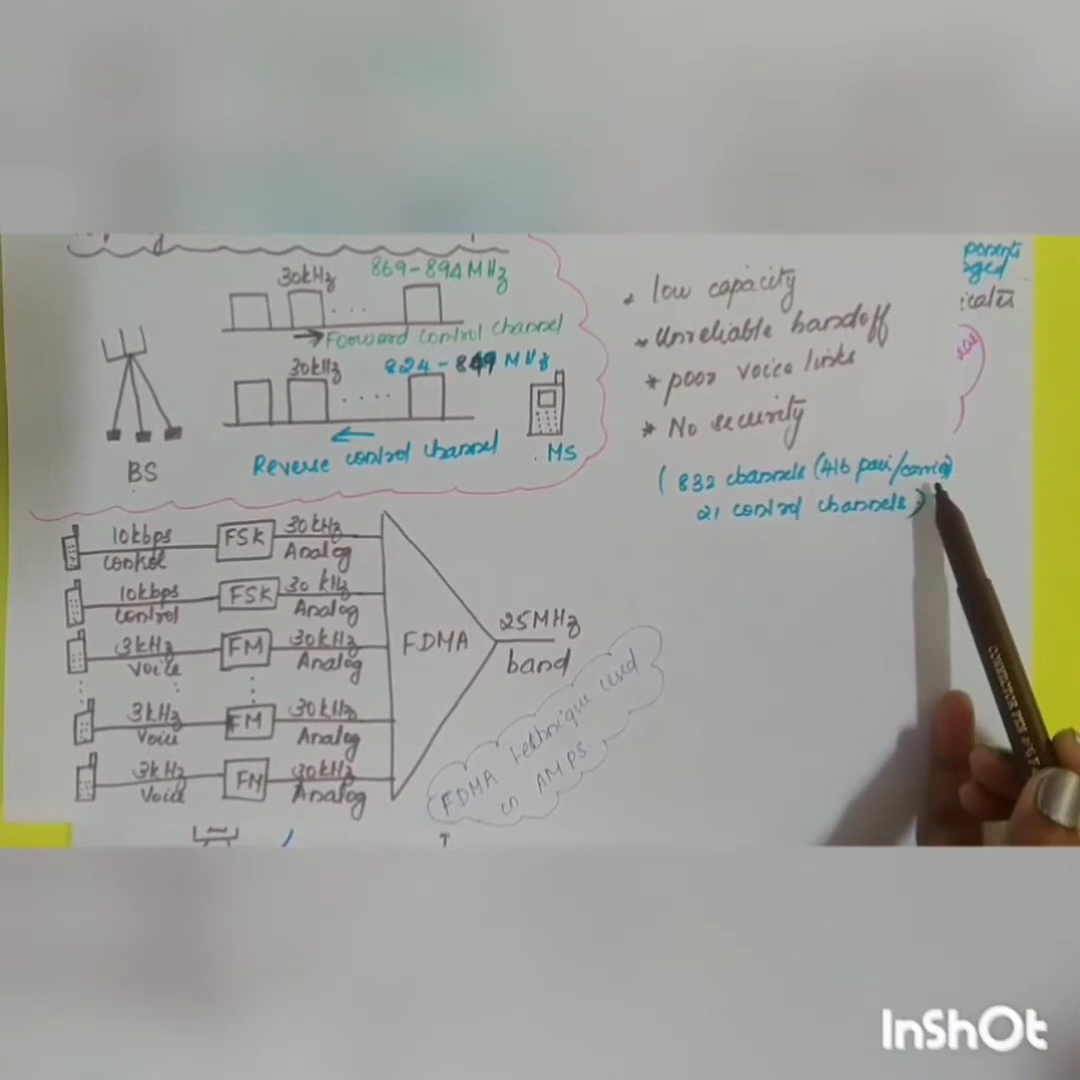 30kHz 869-894MHz
Forward control channel
30kHz 824-849 MHz
Reverse control channel
BS
MS
* low capacity
* Unreliable handoff
* poor voice links
* No security
(832 channels (416 pair/carrier)
21 control channels)
10kbps
control
FSK
30kHz
Analog
10kbps
control
FSK
30 kHz
Analog
3kHz
Voice
FM
30kHz
Analog
3kHz
Voice
FM
30kHz
Analog
3kHz
Voice
FM
30kHz
Analog
FDMA
25MHz
band
FDMA technique used
in AMPS
CONNECTOR PEN
InShOt